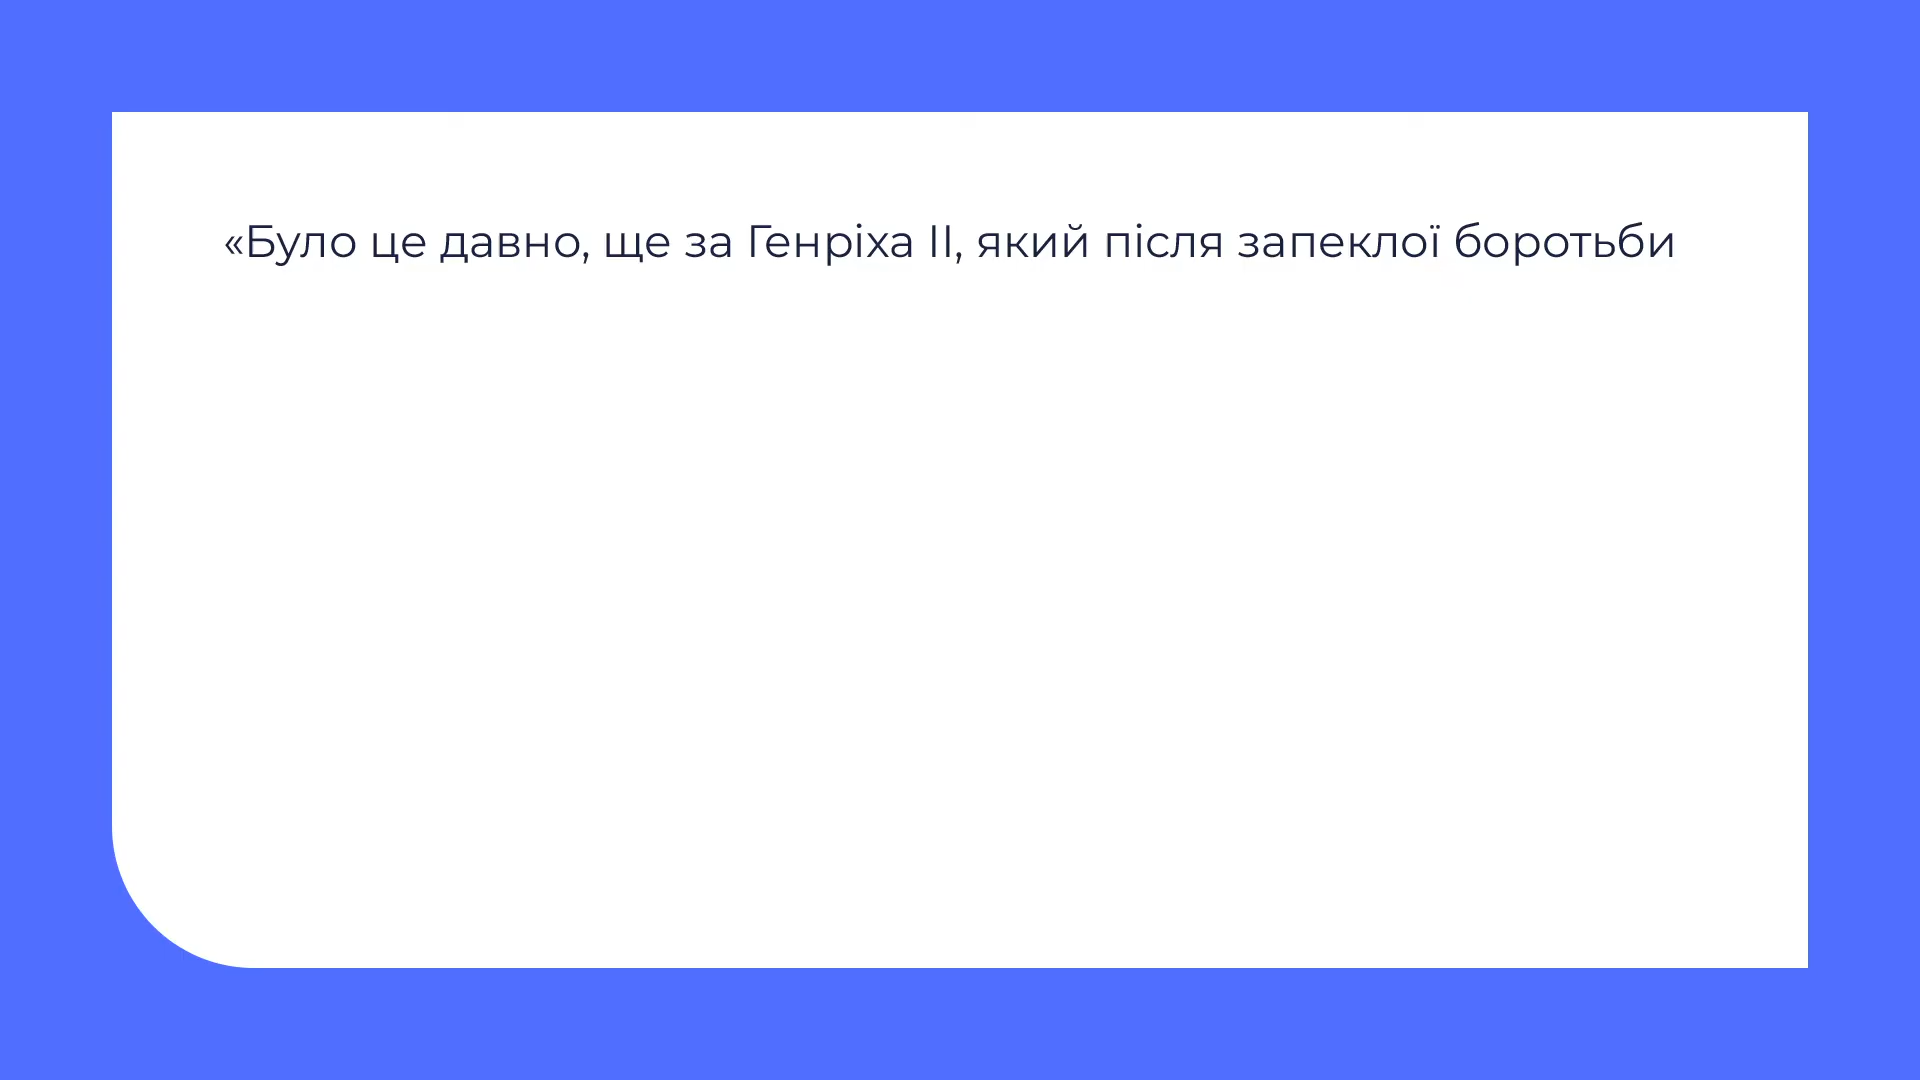 «Було це давно, ще за Генріха II, який після запеклої боротьби